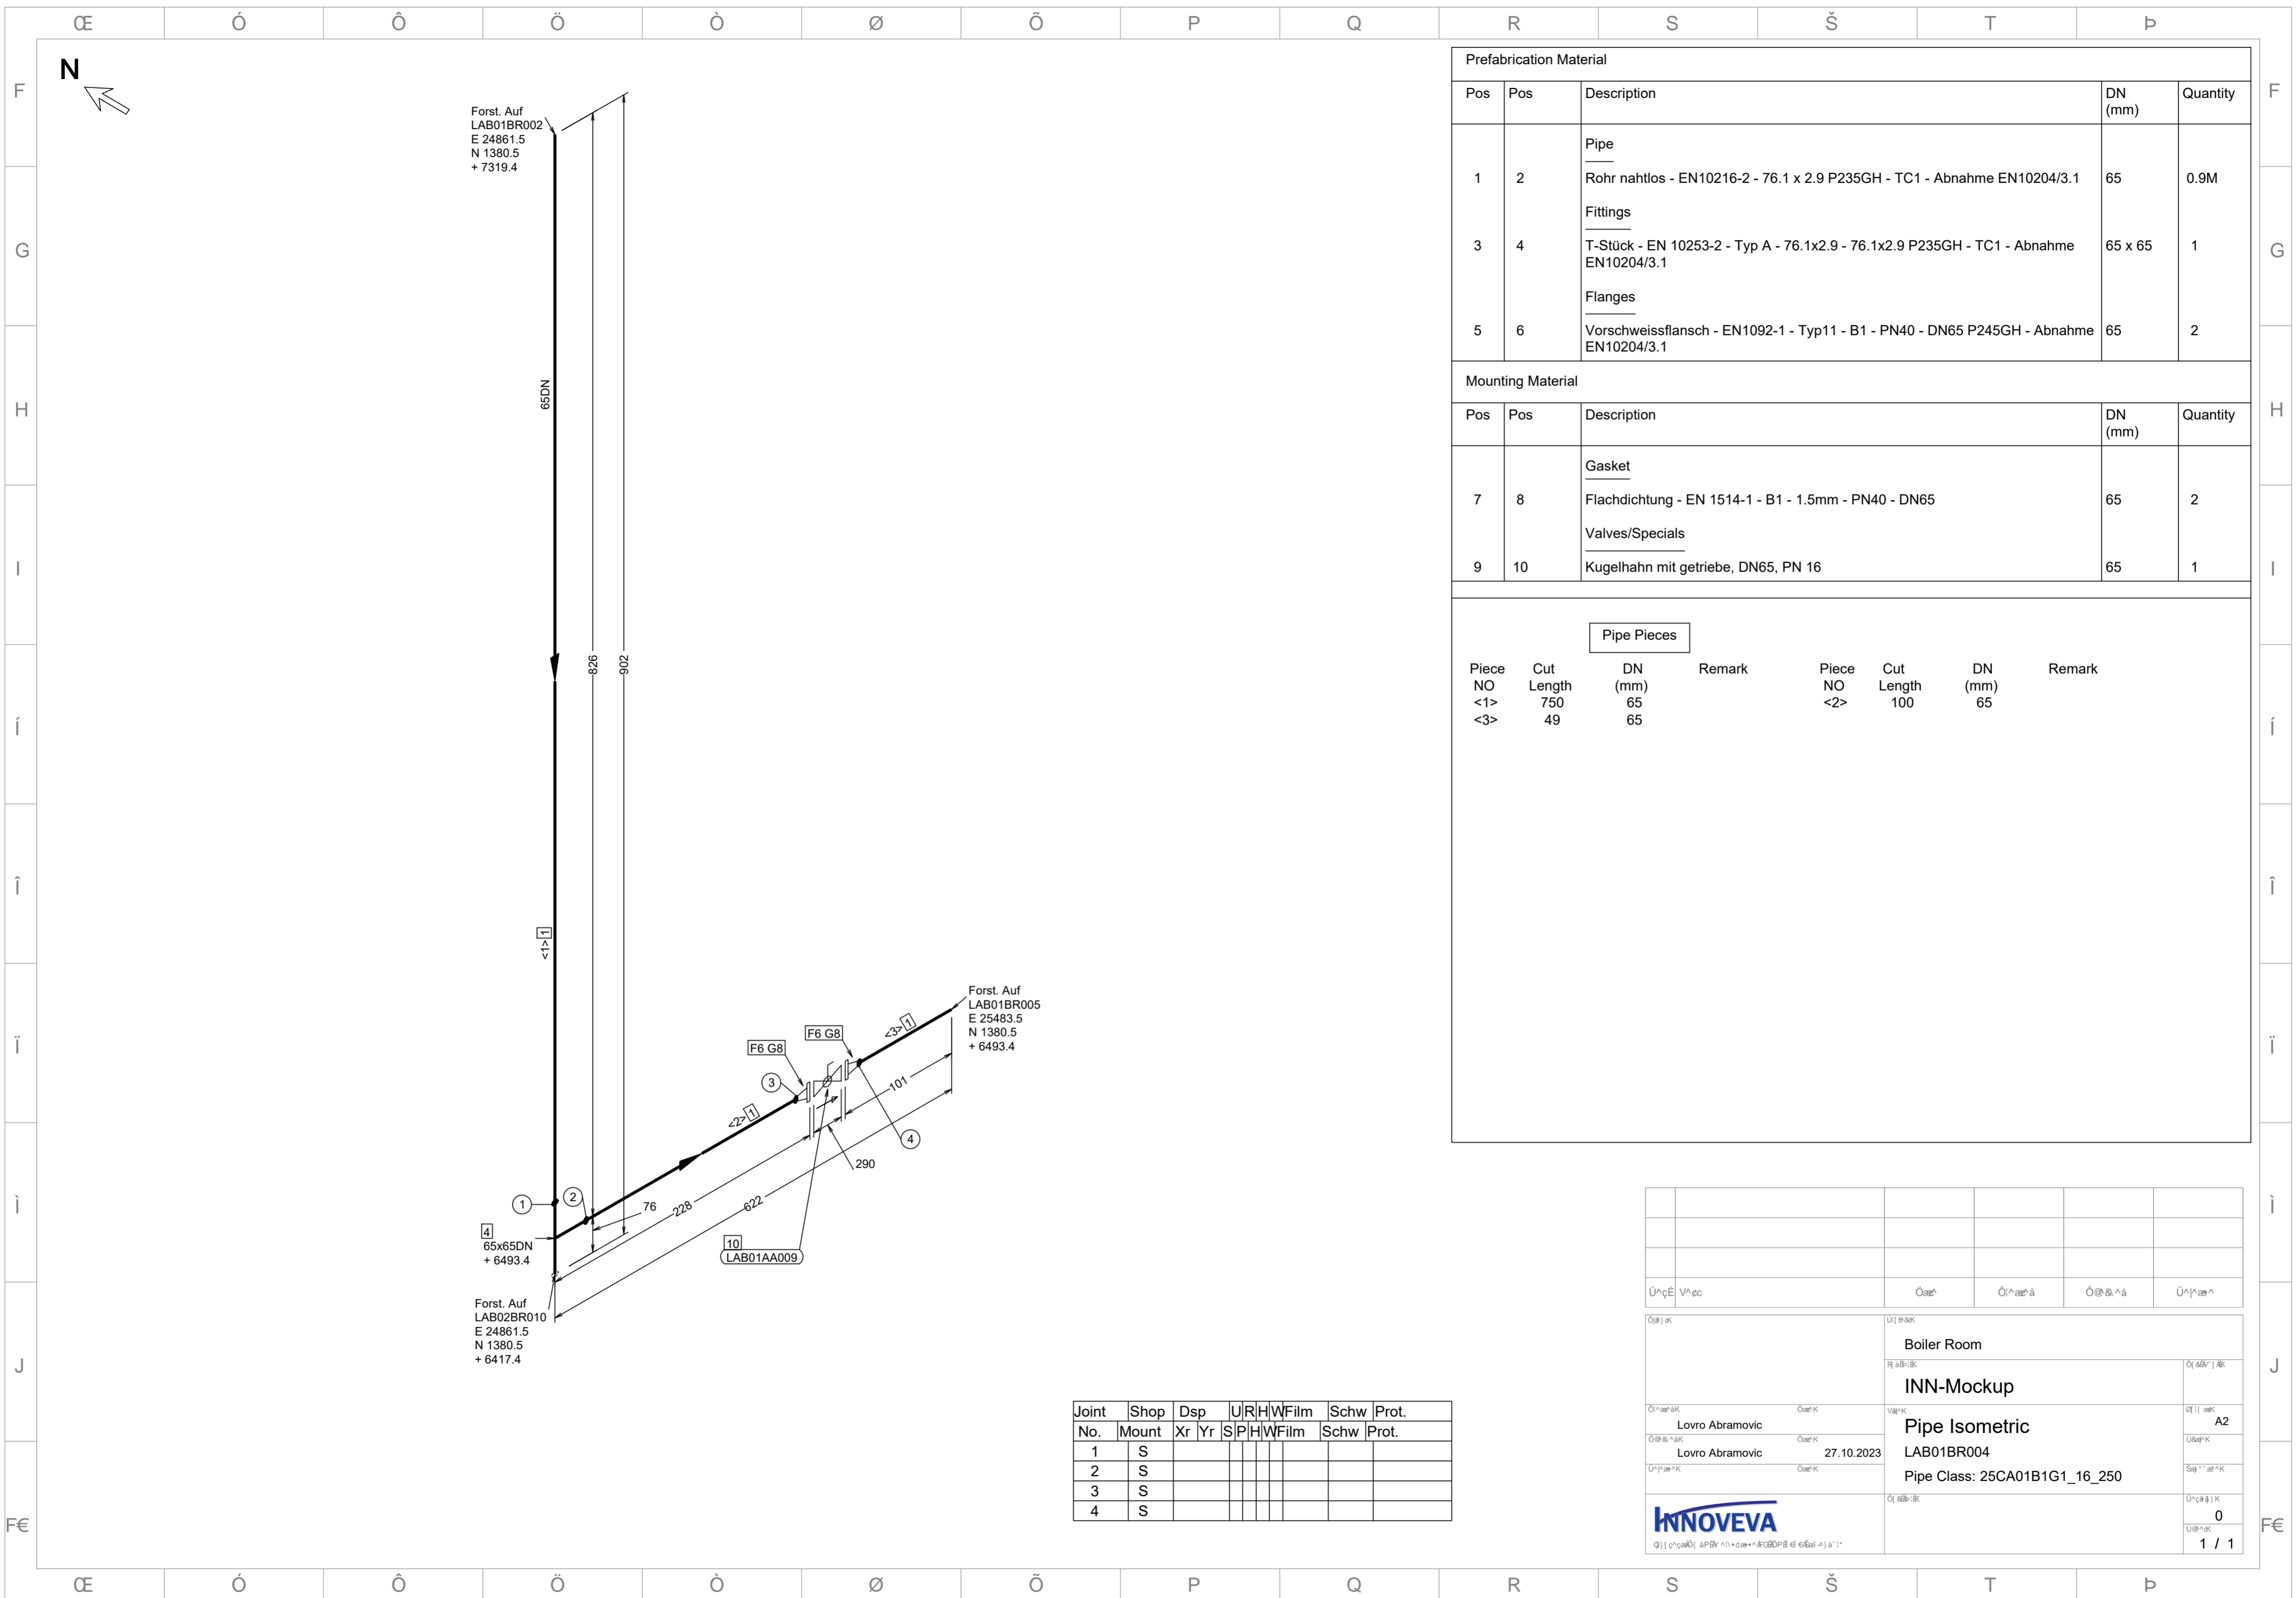 Œ Ó Ô Ö Ò Ø Õ P Q R S Š T Þ
N
F
G
H
I
Í
Î
Ï
Ì
J
F€
Forst. Auf
LAB01BR002
E 24861.5
N 1380.5
+ 7319.4
65DN
826
902
<1> 1
Forst. Auf
LAB01BR005
E 25483.5
N 1380.5
+ 6493.4
F6 G8
F6 G8
<3> 1
3
<2> 1
101
4
290
1
2
76
228
622
4
65x65DN
+ 6493.4
10
LAB01AA009
Forst. Auf
LAB02BR010
E 24861.5
N 1380.5
+ 6417.4
Prefabrication Material
Pos Pos Description DN (mm) Quantity
Pipe
1 2 Rohr nahtlos - EN10216-2 - 76.1 x 2.9 P235GH - TC1 - Abnahme EN10204/3.1 65 0.9M
Fittings
3 4 T-Stück - EN 10253-2 - Typ A - 76.1x2.9 - 76.1x2.9 P235GH - TC1 - Abnahme 65 x 65 1
EN10204/3.1
Flanges
5 6 Vorschweissflansch - EN1092-1 - Typ11 - B1 - PN40 - DN65 P245GH - Abnahme 65 2
EN10204/3.1
Mounting Material
Pos Pos Description DN (mm) Quantity
Gasket
7 8 Flachdichtung - EN 1514-1 - B1 - 1.5mm - PN40 - DN65 65 2
Valves/Specials
9 10 Kugelhahn mit getriebe, DN65, PN 16 65 1
Pipe Pieces
Piece Cut DN Remark Piece Cut DN Remark
NO Length (mm) NO Length (mm)
<1> 750 65 <2> 100 65
<3> 49 65
Joint Shop Dsp U R H W Film Schw Prot.
No. Mount Xr Yr S P H W Film Schw Prot.
1 S
2 S
3 S
4 S
Boiler Room
INN-Mockup
Lovro Abramovic
Pipe Isometric
A2
Lovro Abramovic 27.10.2023
LAB01BR004
Pipe Class: 25CA01B1G1_16_250
INNOVEVA
0
1 / 1
F
G
H
I
Í
Î
Ï
Ì
J
F€
Œ Ó Ô Ö Ò Ø Õ P Q R S Š T Þ